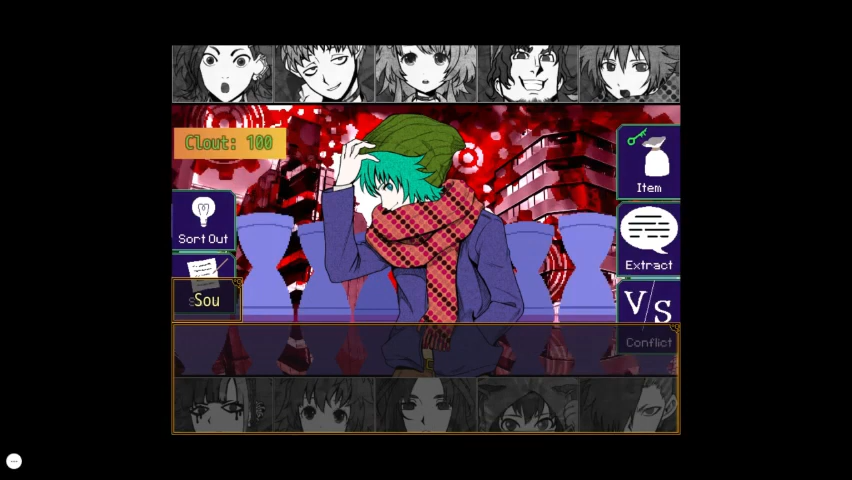 Clout: 100
Item
Sort Out
Extract
Sou
V/S
Conflict